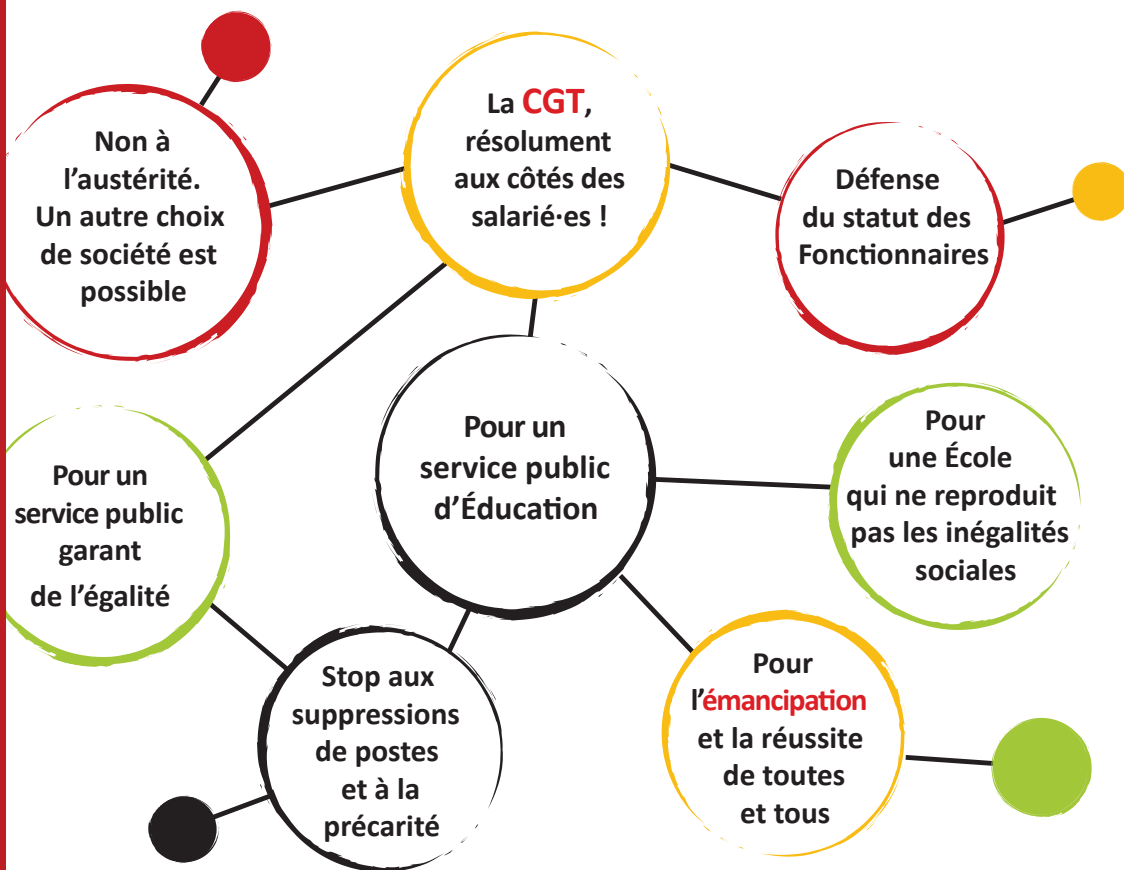 Non à
l'austérité.
Un autre choix
de société est
possible
La CGT,
résolument
aux côtés des
salarié·es !
Défense
du statut des
Fonctionnaires
Pour un
service public
garant
de l'égalité
Pour un
service public
d'Éducation
Pour
une École
qui ne reproduit
pas les inégalités
sociales
Stop aux
suppressions
de postes
et à la
précarité
Pour
l'émancipation
et la réussite
de toutes
et tous